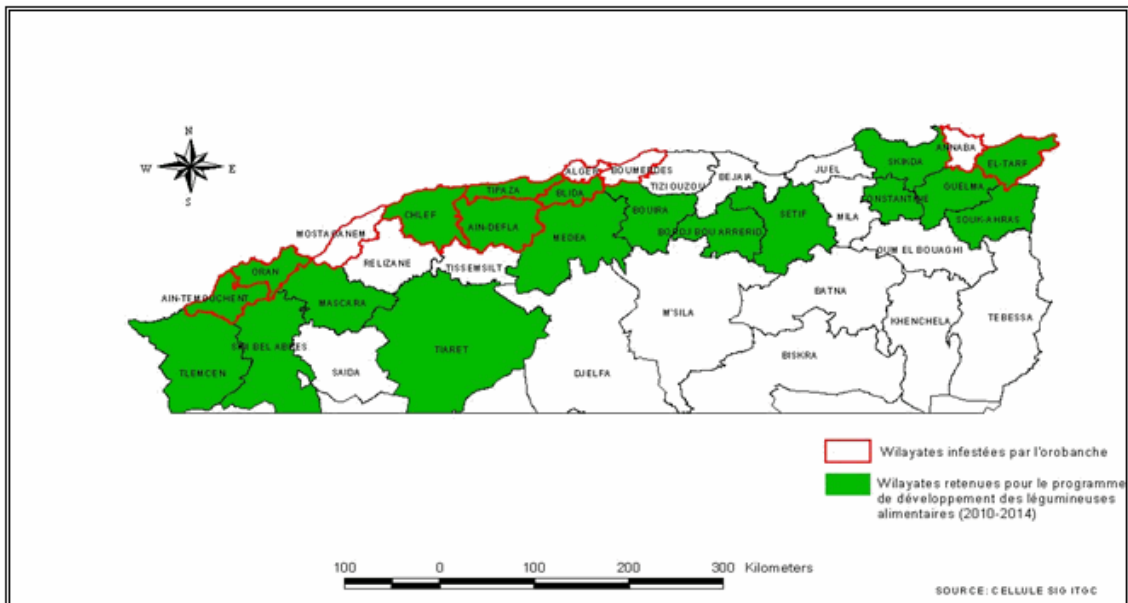 N
W E
S
ANNABA
SKIKDA
EL-TARF
ALGER
BOUMERDES
JIJEL
TIZI OUZOU
BEJAIA
GUELMA
TIPAZA
BLIDA
CONSTANTINE
CHLEF
BOUIRA
SETIF
MILA
SOUK-AHRAS
AIN-DEFLA
MOSTAGANEM
MEDEA
BORDJ BOU ARRERIDJ
OUM EL BOUAGHI
RELIZANE
TISSEMSILT
ORAN
AIN-TEMOUCHENT
MASCARA
BATNA
M'SILA
KHENCHELA
TEBESSA
SIDI BEL ABBES
TIARET
BISKRA
TLEMCEN
SAIDA
DJELFA
Wilayates infestées par l'orobanche
Wilayates retenues pour le programme
de développement des légumineuses
alimentaires (2010-2014)
100 0 100 200 300 Kilometers
SOURCE: CELLULE SIG ITGC